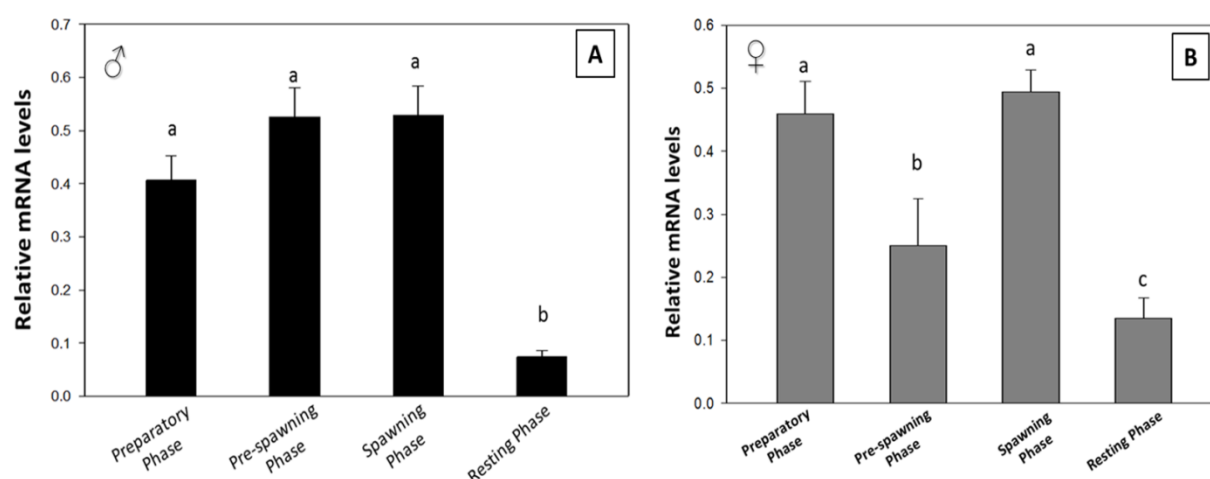 0.7
0.6
0.5
0.4
0.3
0.2
0.1
0.0
Relative mRNA levels
♂
A
a
a
a
b
Preparatory
Phase
Pre-spawning
Phase
Spawning
Phase
Resting Phase
0.6
0.5
0.4
0.3
0.2
0.1
0.0
Relative mRNA levels
♀
B
a
b
a
c
Preparatory
Phase
Pre-spawning
Phase
Spawning
Phase
Resting Phase